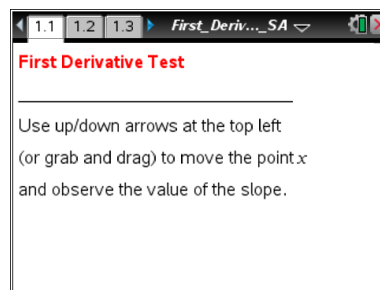 1.1 1.2 1.3 First_Deriv..._SA
First Derivative Test
Use up/down arrows at the top left
(or grab and drag) to move the point x
and observe the value of the slope.